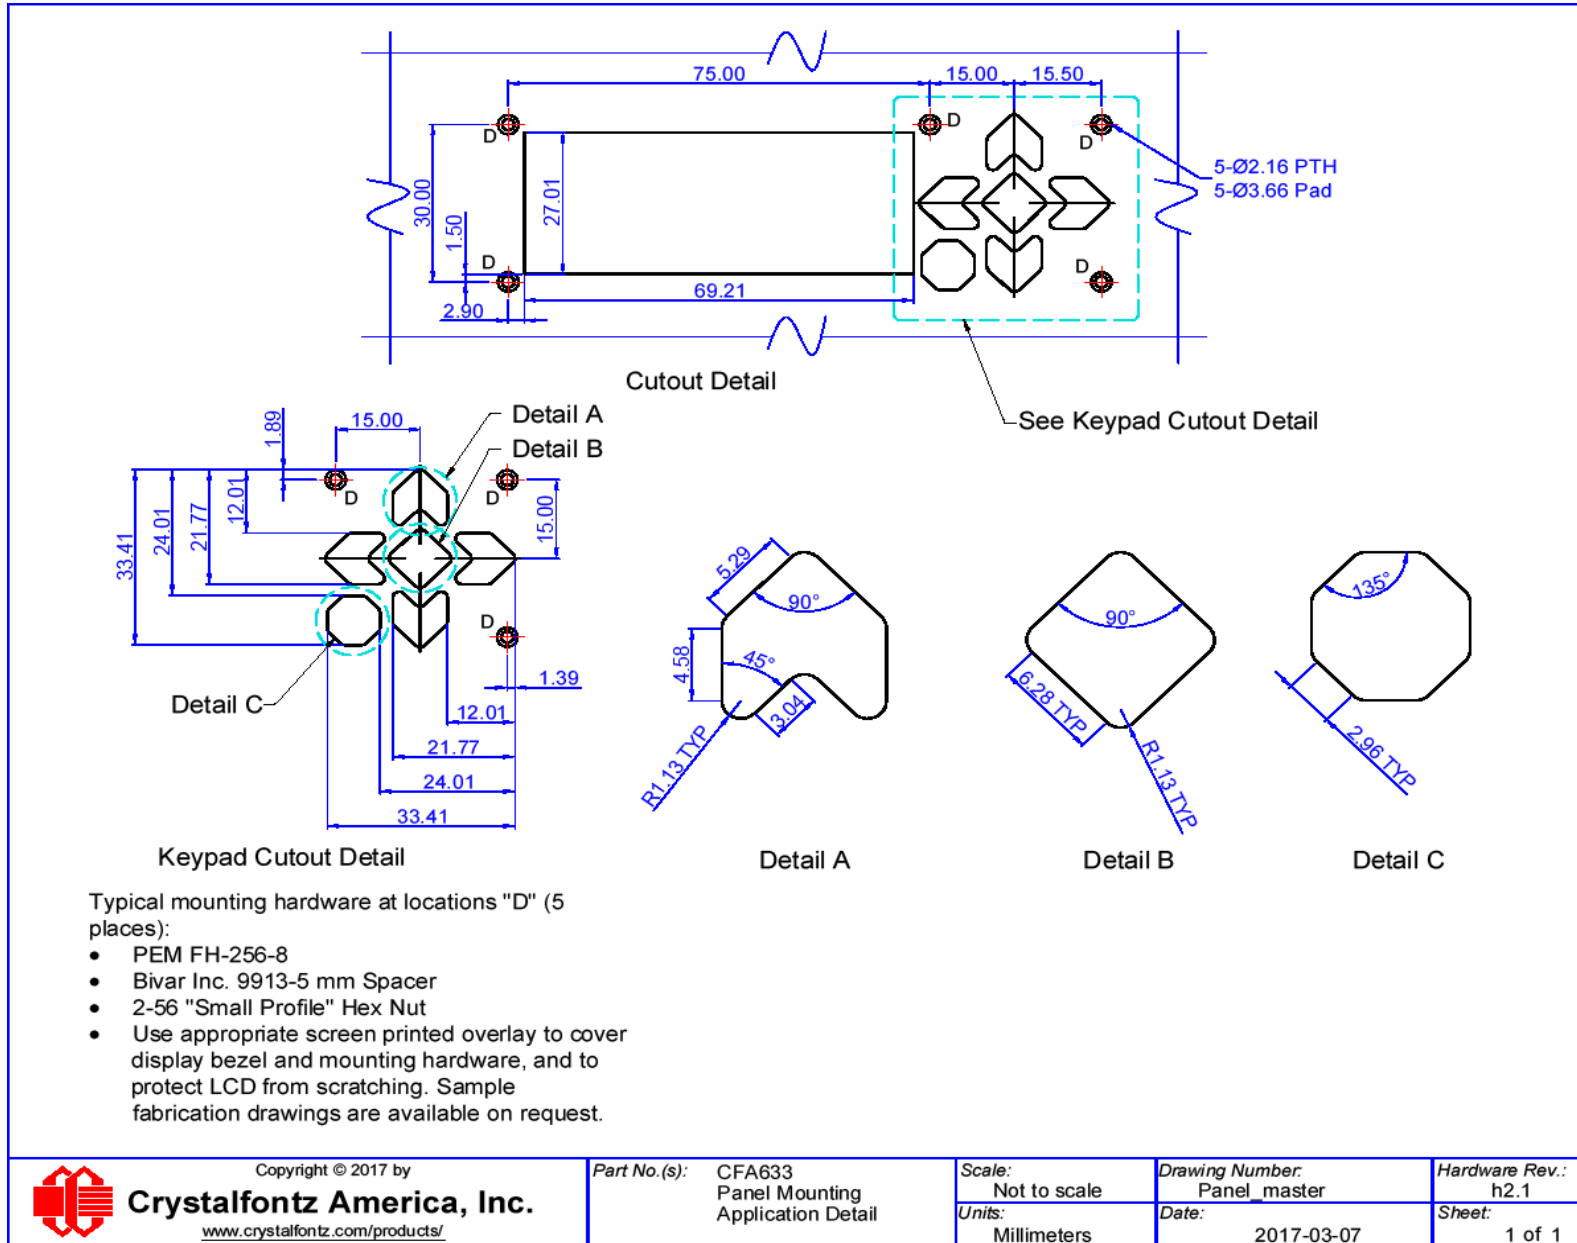 75.00
15.00
15.50
D
D
D
5-Ø2.16 PTH
5-Ø3.66 Pad
30.00
27.01
1.50
D
D
69.21
2.90
Cutout Detail
See Keypad Cutout Detail
1.89
15.00
Detail A
Detail B
D
D
33.41
24.01
21.77
12.01
15.00
D
1.39
Detail C
12.01
21.77
24.01
33.41
Keypad Cutout Detail
5.29
90°
4.58
45°
3.04
R1.13 TYP
Detail A
90°
6.28 TYP
R1.13 TYP
Detail B
135°
2.96 TYP
Detail C
Typical mounting hardware at locations "D" (5
places):
• PEM FH-256-8
• Bivar Inc. 9913-5 mm Spacer
• 2-56 "Small Profile" Hex Nut
• Use appropriate screen printed overlay to cover
display bezel and mounting hardware, and to
protect LCD from scratching. Sample
fabrication drawings are available on request.
Copyright © 2017 by
Crystalfontz America, Inc.
www.crystalfontz.com/products/
Part No.(s): CFA633
Panel Mounting
Application Detail
Scale:
Not to scale
Units:
Millimeters
Drawing Number:
Panel_master
Date:
2017-03-07
Hardware Rev.:
h2.1
Sheet:
1 of 1